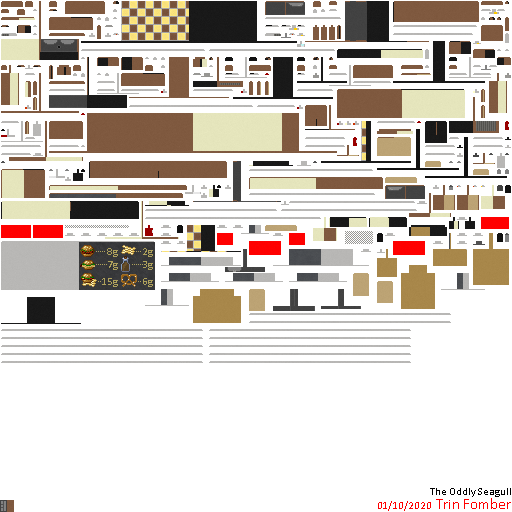 8g 2g
7g 3g
15g 6g
The OddlySeagull
01/10/2020 Trin Fomber